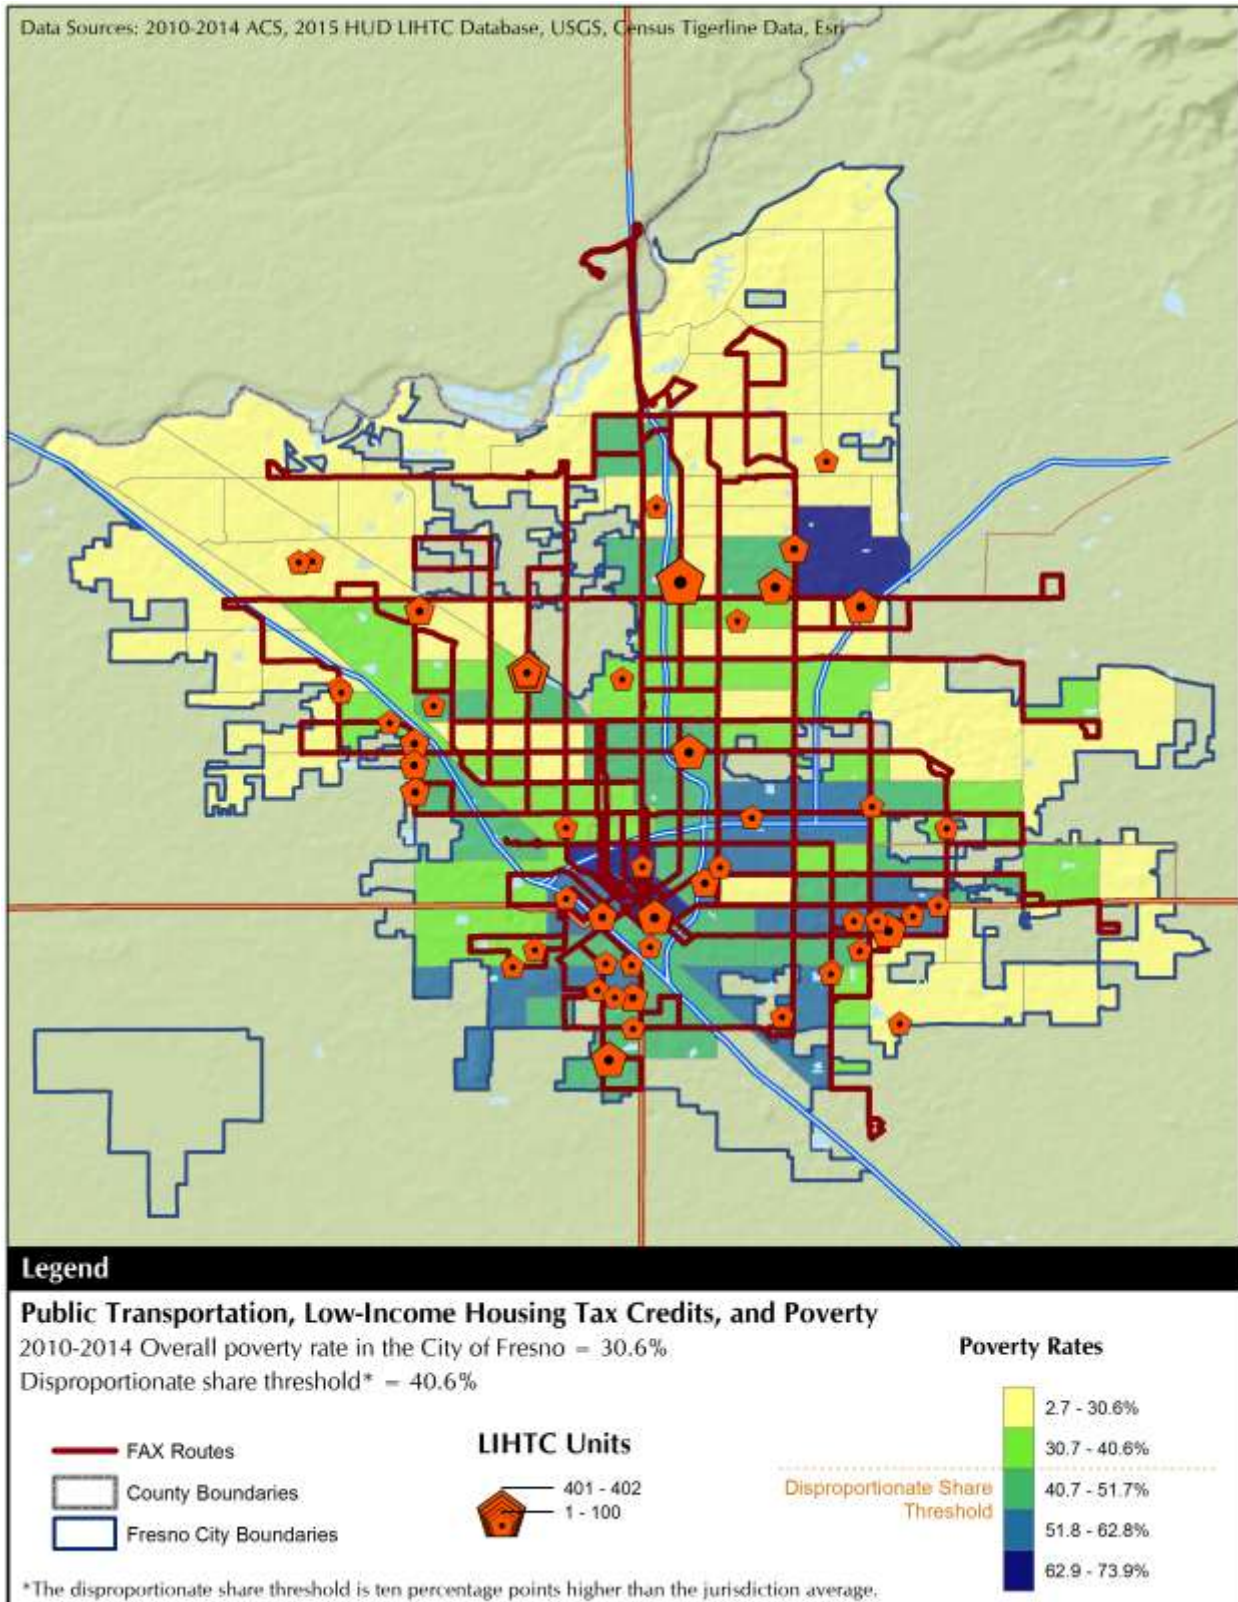 Data Sources: 2010-2014 ACS, 2015 HUD LIHTC Database, USGS, Census Tigerline Data, Esri
Legend
Public Transportation, Low-Income Housing Tax Credits, and Poverty
2010-2014 Overall poverty rate in the City of Fresno = 30.6%
Disproportionate share threshold* = 40.6%
FAX Routes
County Boundaries
Fresno City Boundaries
LIHTC Units
401 - 402
1 - 100
Poverty Rates
2.7 - 30.6%
30.7 - 40.6%
Disproportionate Share
Threshold
40.7 - 51.7%
51.8 - 62.8%
62.9 - 73.9%
*The disproportionate share threshold is ten percentage points higher than the jurisdiction average.